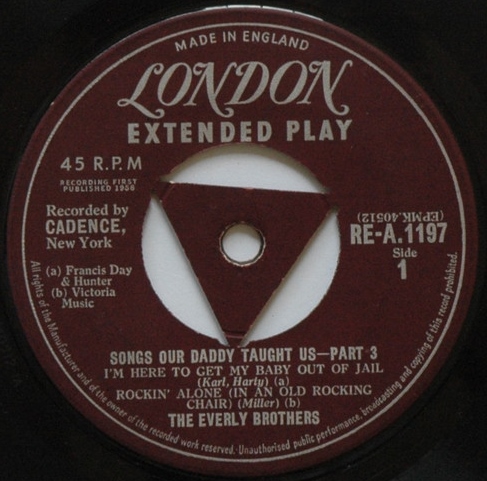 MADE IN ENGLAND
LONDON
EXTENDED PLAY
45 R.P.M
RECORDING FIRST
PUBLISHED 1958
Recorded by
CADENCE,
New York
(a) Francis Day
& Hunter
(b) Victoria
Music
(EPMK.40512)
RE-A.1197
Side
1
SONGS OUR DADDY TAUGHT US—PART 3
I'M HERE TO GET MY BABY OUT OF JAIL
(Karl, Harty) (a)
ROCKIN' ALONE (IN AN OLD ROCKING
CHAIR) (Miller) (b)
THE EVERLY BROTHERS
All rights of the Manufacturer and of the owner of the recorded work reserved. Unauthorised public performance, broadcasting and copying of this record prohibited.